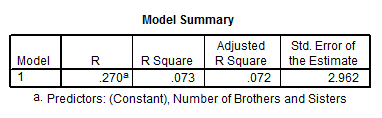 Model Summary
Model R R Square Adjusted R Square Std. Error of the Estimate
1 .270a .073 .072 2.962
a. Predictors: (Constant), Number of Brothers and Sisters